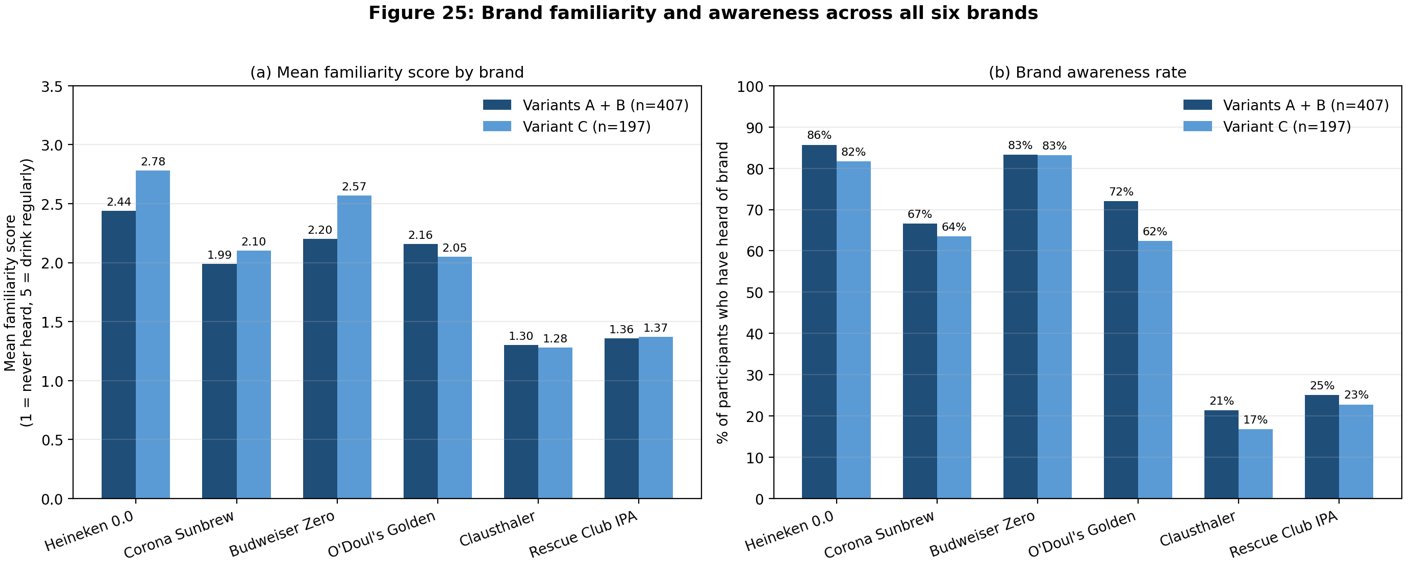 Figure 25: Brand familiarity and awareness across all six brands
(a) Mean familiarity score by brand
Mean familiarity score
(1 = never heard, 5 = drink regularly)
3.5
3.0
2.5
2.0
1.5
1.0
0.5
0.0
Variants A + B (n=407)
Variant C (n=197)
2.44
2.78
1.99
2.10
2.20
2.57
2.16
2.05
1.30
1.28
1.36
1.37
Heineken 0.0
Corona Sunbrew
Budweiser Zero
O'Doul's Golden
Clausthaler
Rescue Club IPA
(b) Brand awareness rate
% of participants who have heard of brand
100
90
80
70
60
50
40
30
20
10
0
Variants A + B (n=407)
Variant C (n=197)
86%
82%
67%
64%
83%
83%
72%
62%
21%
17%
25%
23%
Heineken 0.0
Corona Sunbrew
Budweiser Zero
O'Doul's Golden
Clausthaler
Rescue Club IPA